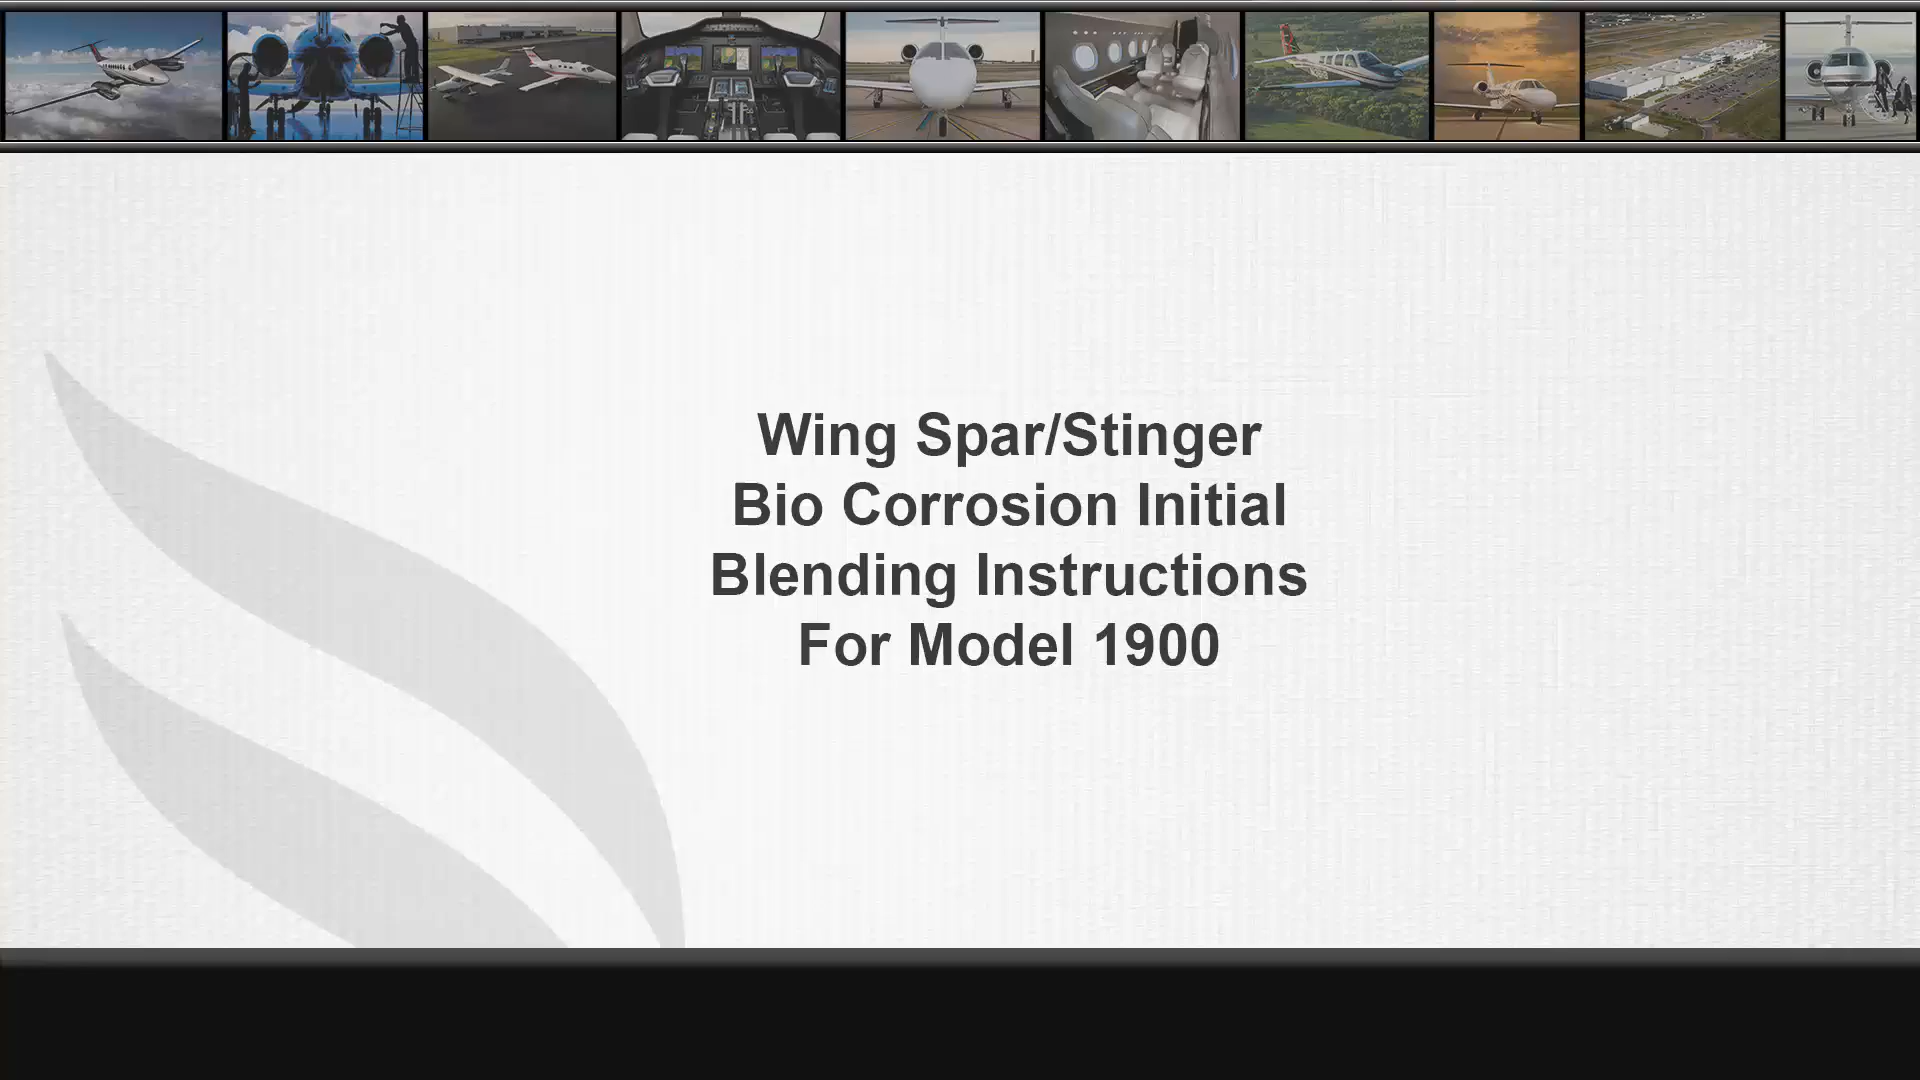 Wing Spar/Stinger
Bio Corrosion Initial
Blending Instructions
For Model 1900